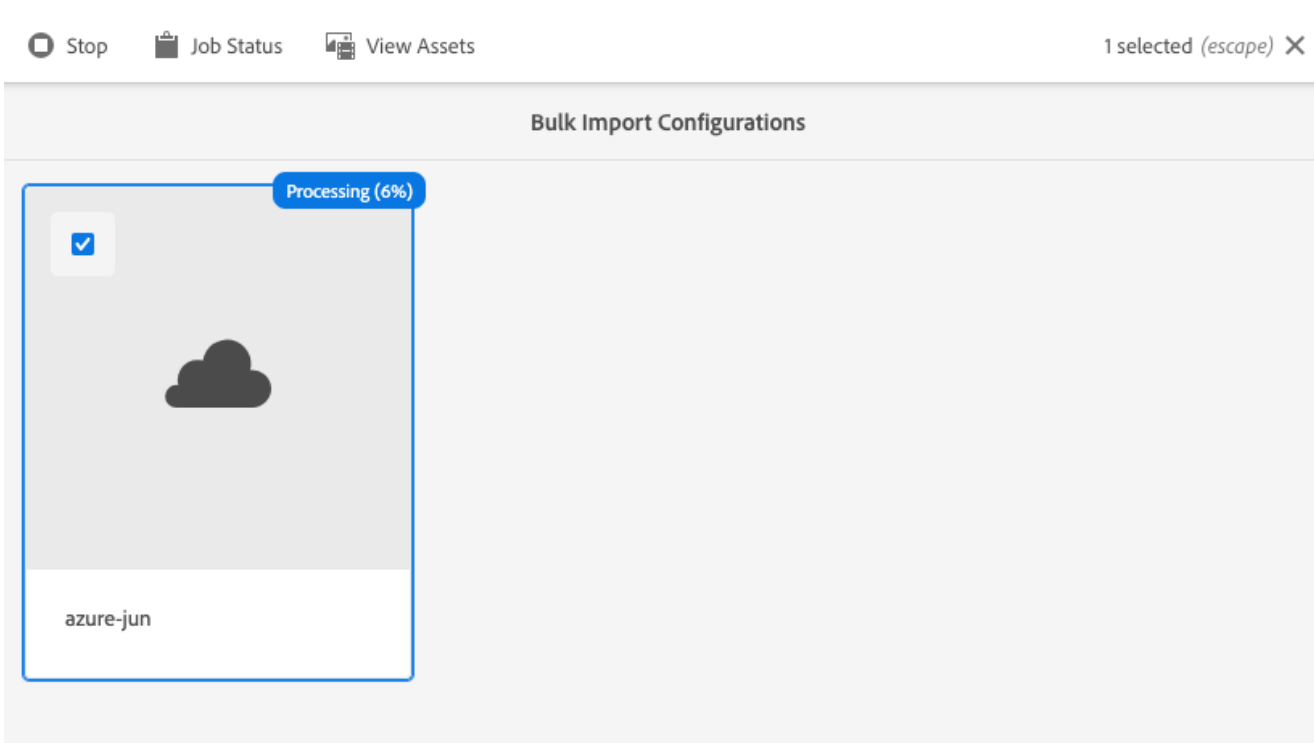 Stop Job Status View Assets 1 selected (escape)
Bulk Import Configurations
Processing (6%)
azure-jun